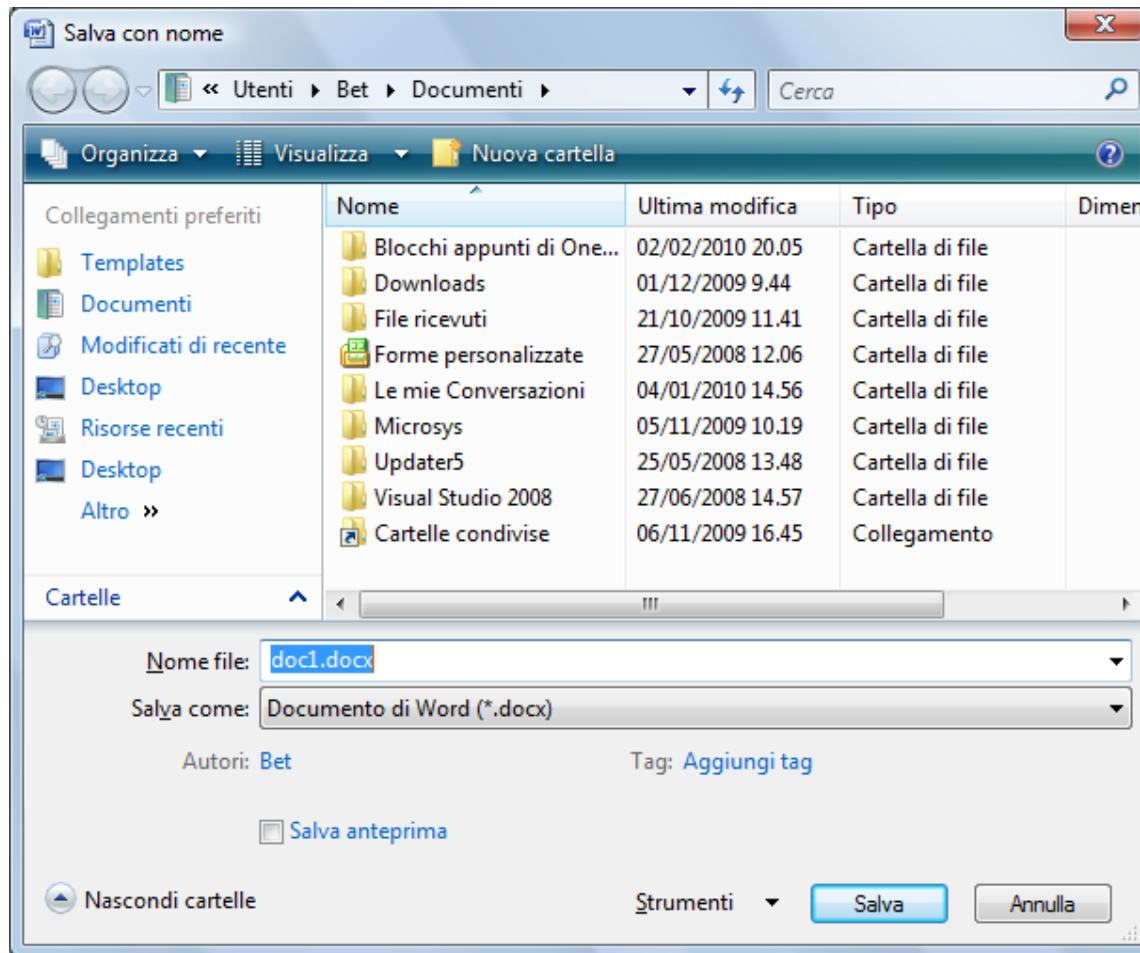 Salva con nome
« Utenti Bet Documenti
Cerca
Organizza Visualizza Nuova cartella
Collegamenti preferiti
Templates
Documenti
Modificati di recente
Desktop
Risorse recenti
Desktop
Altro »
Cartelle
Nome Ultima modifica Tipo Dimen
Blocchi appunti di One... 02/02/2010 20.05 Cartella di file
Downloads 01/12/2009 9.44 Cartella di file
File ricevuti 21/10/2009 11.41 Cartella di file
Forme personalizzate 27/05/2008 12.06 Cartella di file
Le mie Conversazioni 04/01/2010 14.56 Cartella di file
Microsys 05/11/2009 10.19 Cartella di file
Updater5 25/05/2008 13.48 Cartella di file
Visual Studio 2008 27/06/2008 14.57 Cartella di file
Cartelle condivise 06/11/2009 16.45 Collegamento
Nome file: doc1.docx
Salva come: Documento di Word (*.docx)
Autori: Bet Tag: Aggiungi tag
Salva anteprima
Nascondi cartelle Strumenti Salva Annulla